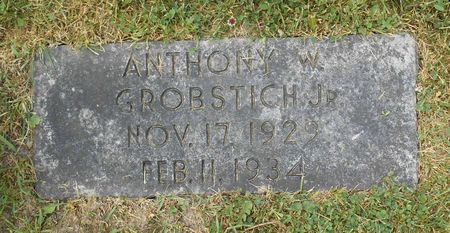 ANTHONY W.
GROBSTICH JR
NOV. 17, 1929
FEB. 11, 1934